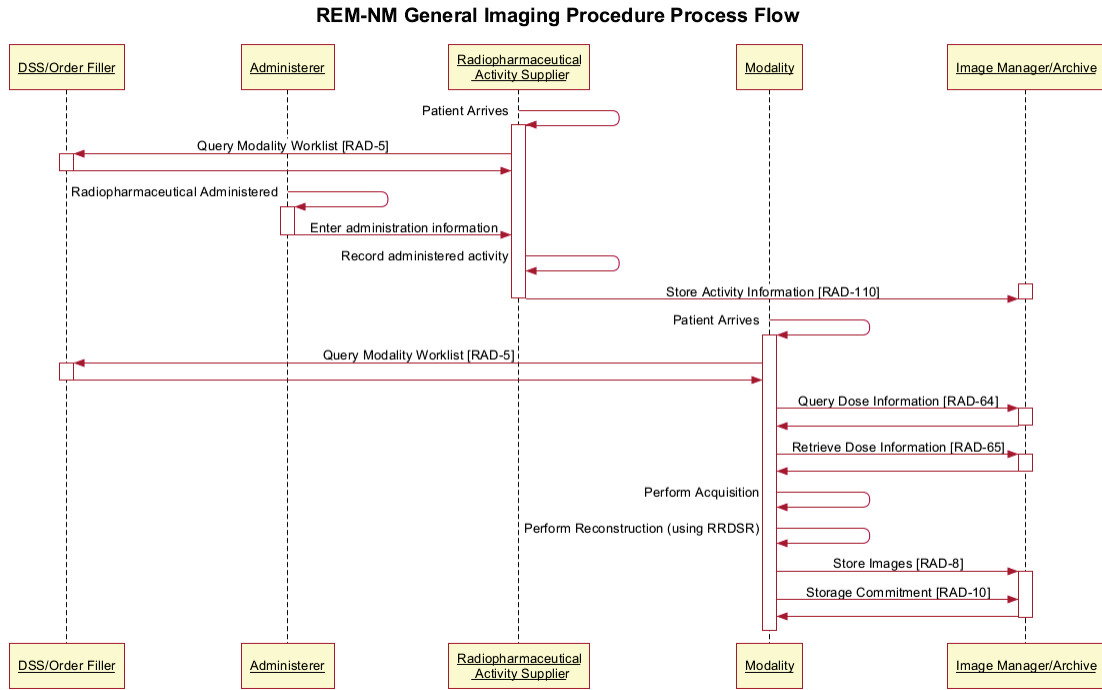 REM-NM General Imaging Procedure Process Flow
DSS/Order Filler
Administerer
Radiopharmaceutical
Activity Supplier
Modality
Image Manager/Archive
Patient Arrives
Query Modality Worklist [RAD-5]
Radiopharmaceutical Administered
Enter administration information
Record administered activity
Store Activity Information [RAD-110]
Patient Arrives
Query Modality Worklist [RAD-5]
Query Dose Information [RAD-64]
Retrieve Dose Information [RAD-65]
Perform Acquisition
Perform Reconstruction (using RRDSR)
Store Images [RAD-8]
Storage Commitment [RAD-10]
DSS/Order Filler
Administerer
Radiopharmaceutical
Activity Supplier
Modality
Image Manager/Archive